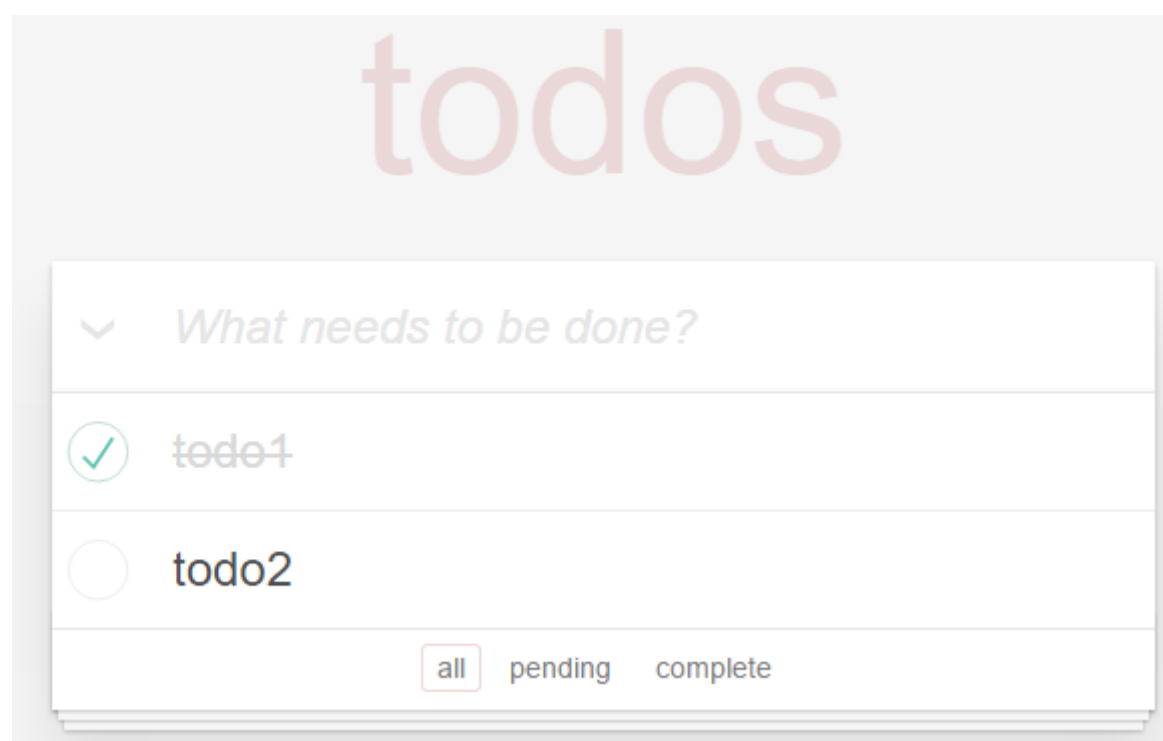 todos
What needs to be done?
todo1
todo2
all pending complete